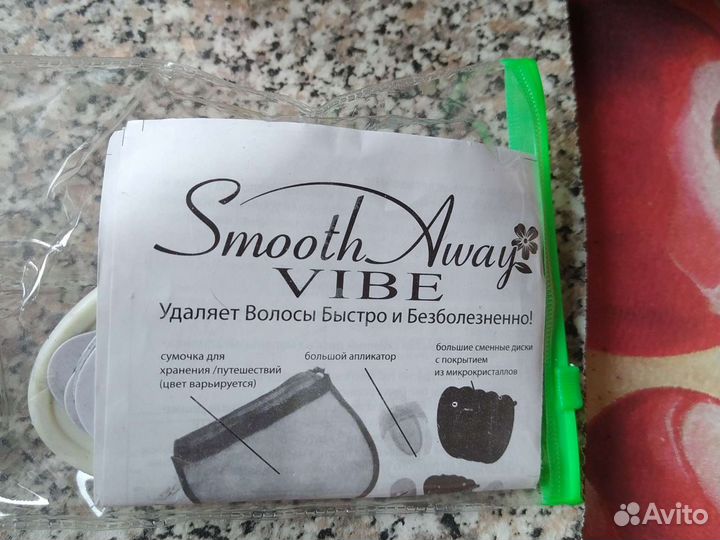 Smooth Away
VIBE
Удаляет Волосы Быстро и Безболезненно!
сумочка для
хранения /путешествий
(цвет варьируется)
большой апликатор
большие сменные диски
с покрытием
из микрокристаллов
Avito